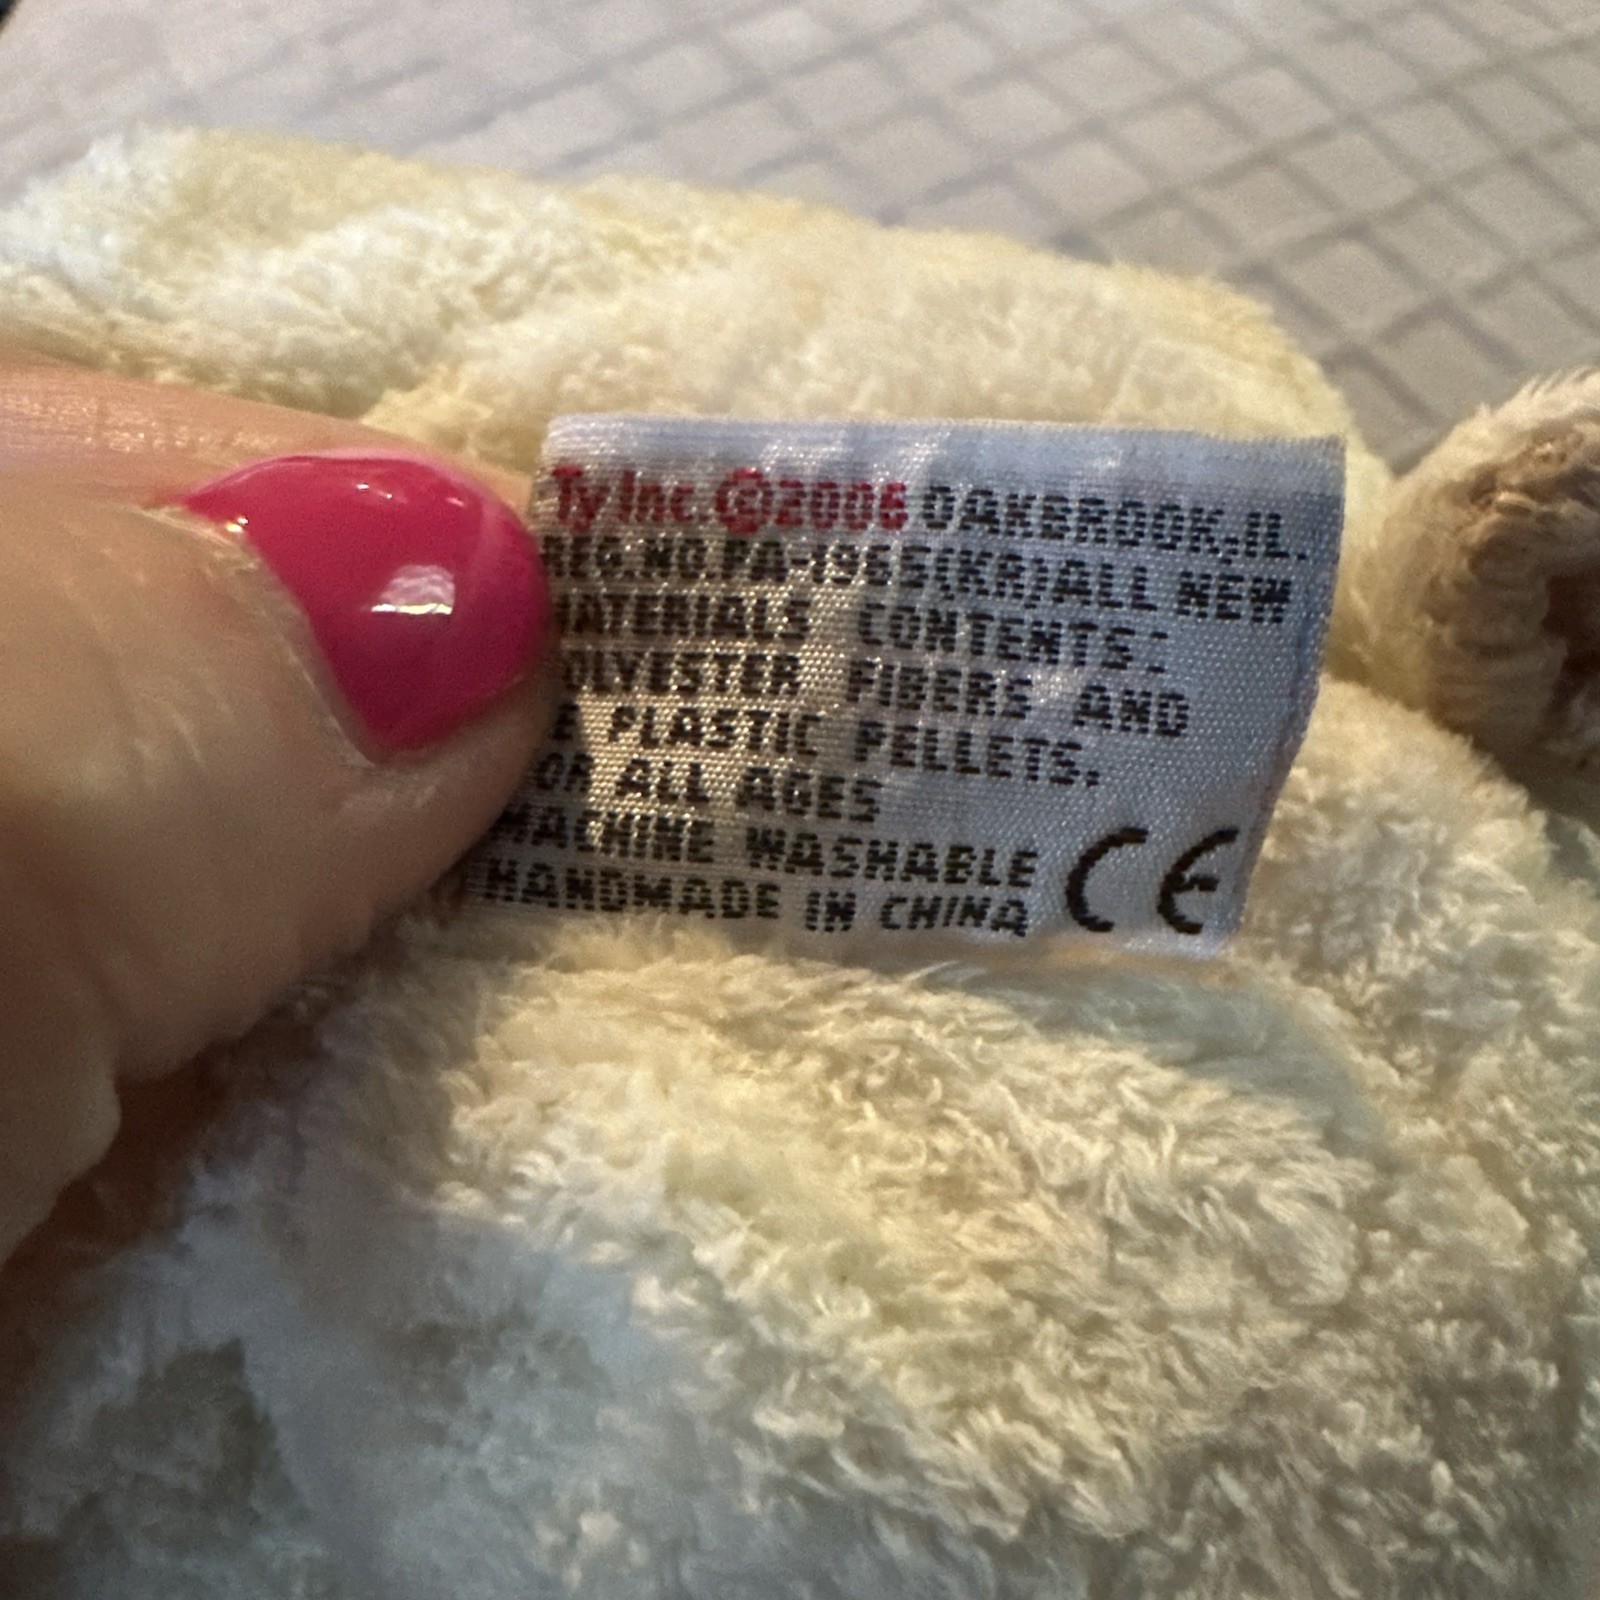 Ty Inc. ©2006 OAKBROOK, IL.
REG.NO.PA-1965(KR) ALL NEW
MATERIALS CONTENTS:
POLYESTER FIBERS AND
E PLASTIC PELLETS.
FOR ALL AGES
MACHINE WASHABLE
HANDMADE IN CHINA CE